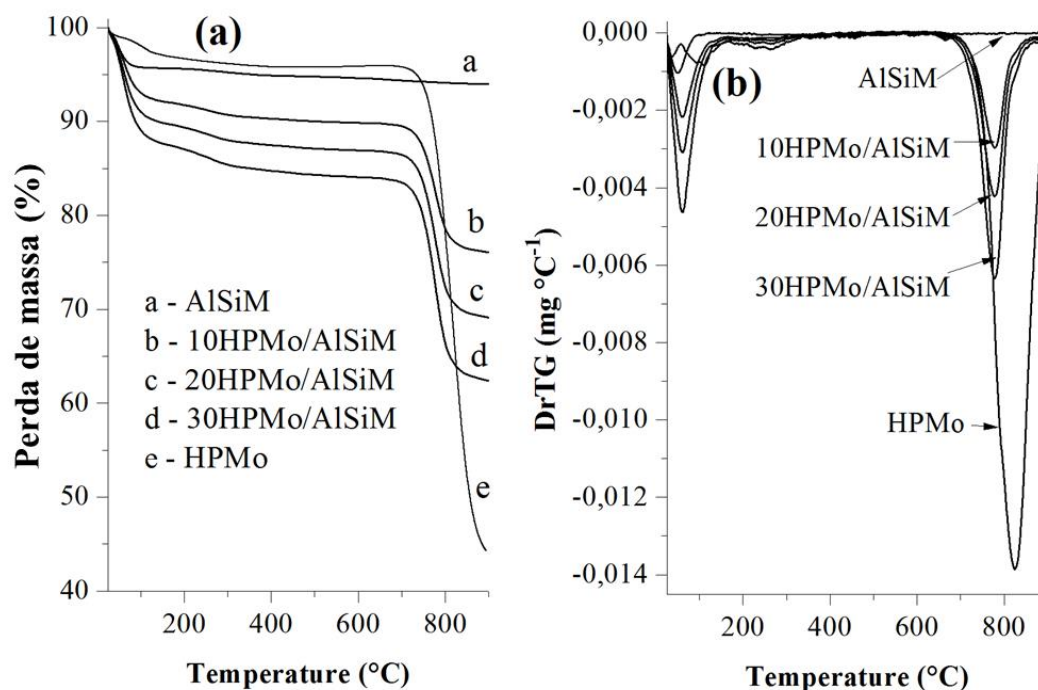 (a)
Perda de massa (%)
100
90
80
70
60
50
40
a
b
c
d
e
a - AlSiM
b - 10HPMo/AlSiM
c - 20HPMo/AlSiM
d - 30HPMo/AlSiM
e - HPMo
200 400 600 800
Temperature (°C)
(b)
DrTG (mg °C⁻¹)
0,000
-0,002
-0,004
-0,006
-0,008
-0,010
-0,012
-0,014
AlSiM
10HPMo/AlSiM
20HPMo/AlSiM
30HPMo/AlSiM
HPMo
200 400 600 800
Temperature (°C)